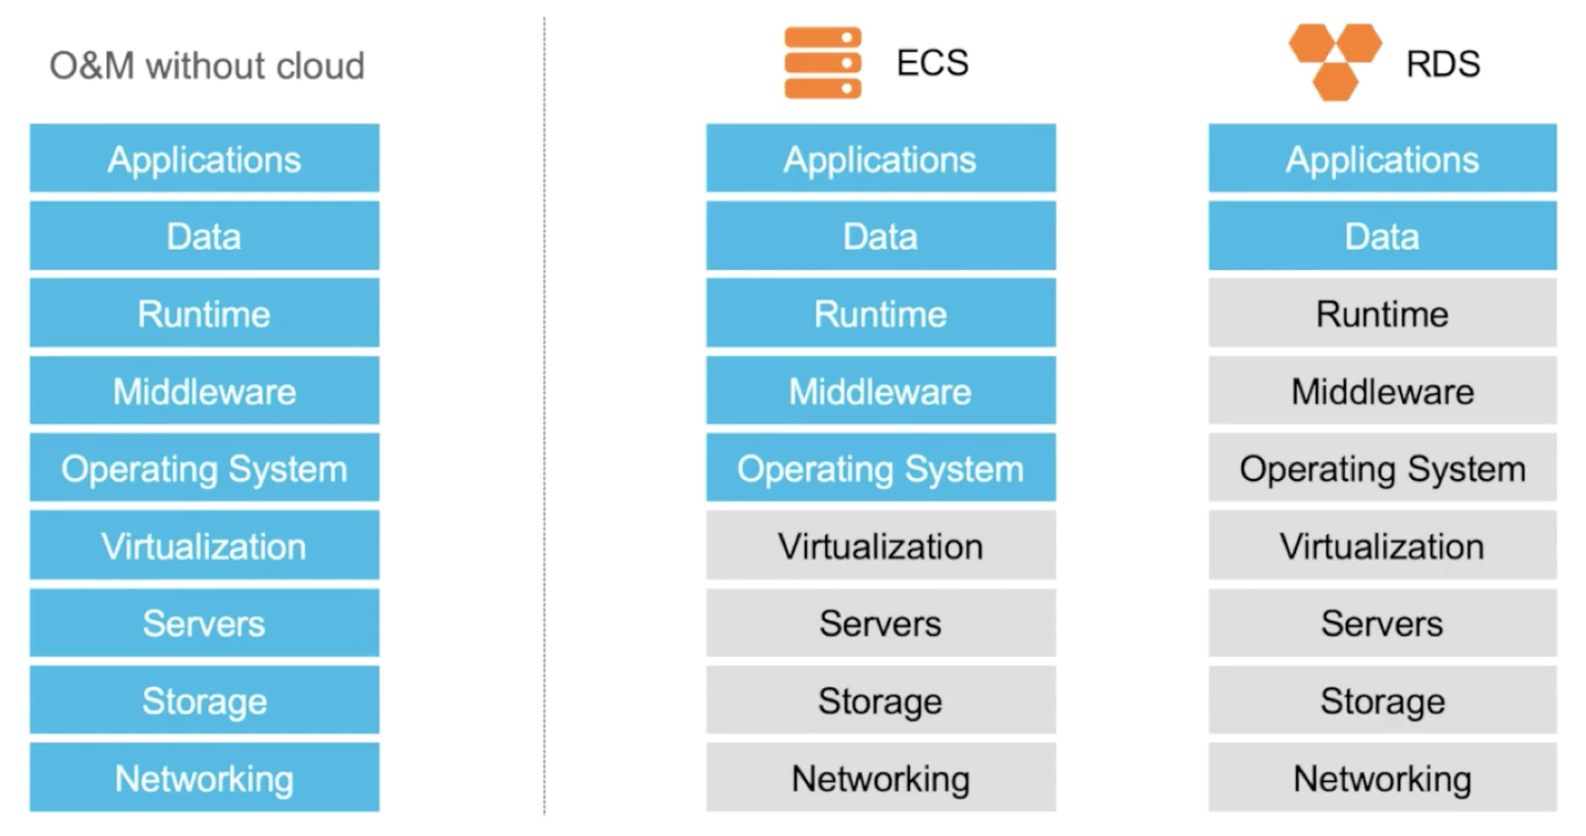 O&M without cloud
Applications
Data
Runtime
Middleware
Operating System
Virtualization
Servers
Storage
Networking
ECS
Applications
Data
Runtime
Middleware
Operating System
Virtualization
Servers
Storage
Networking
RDS
Applications
Data
Runtime
Middleware
Operating System
Virtualization
Servers
Storage
Networking